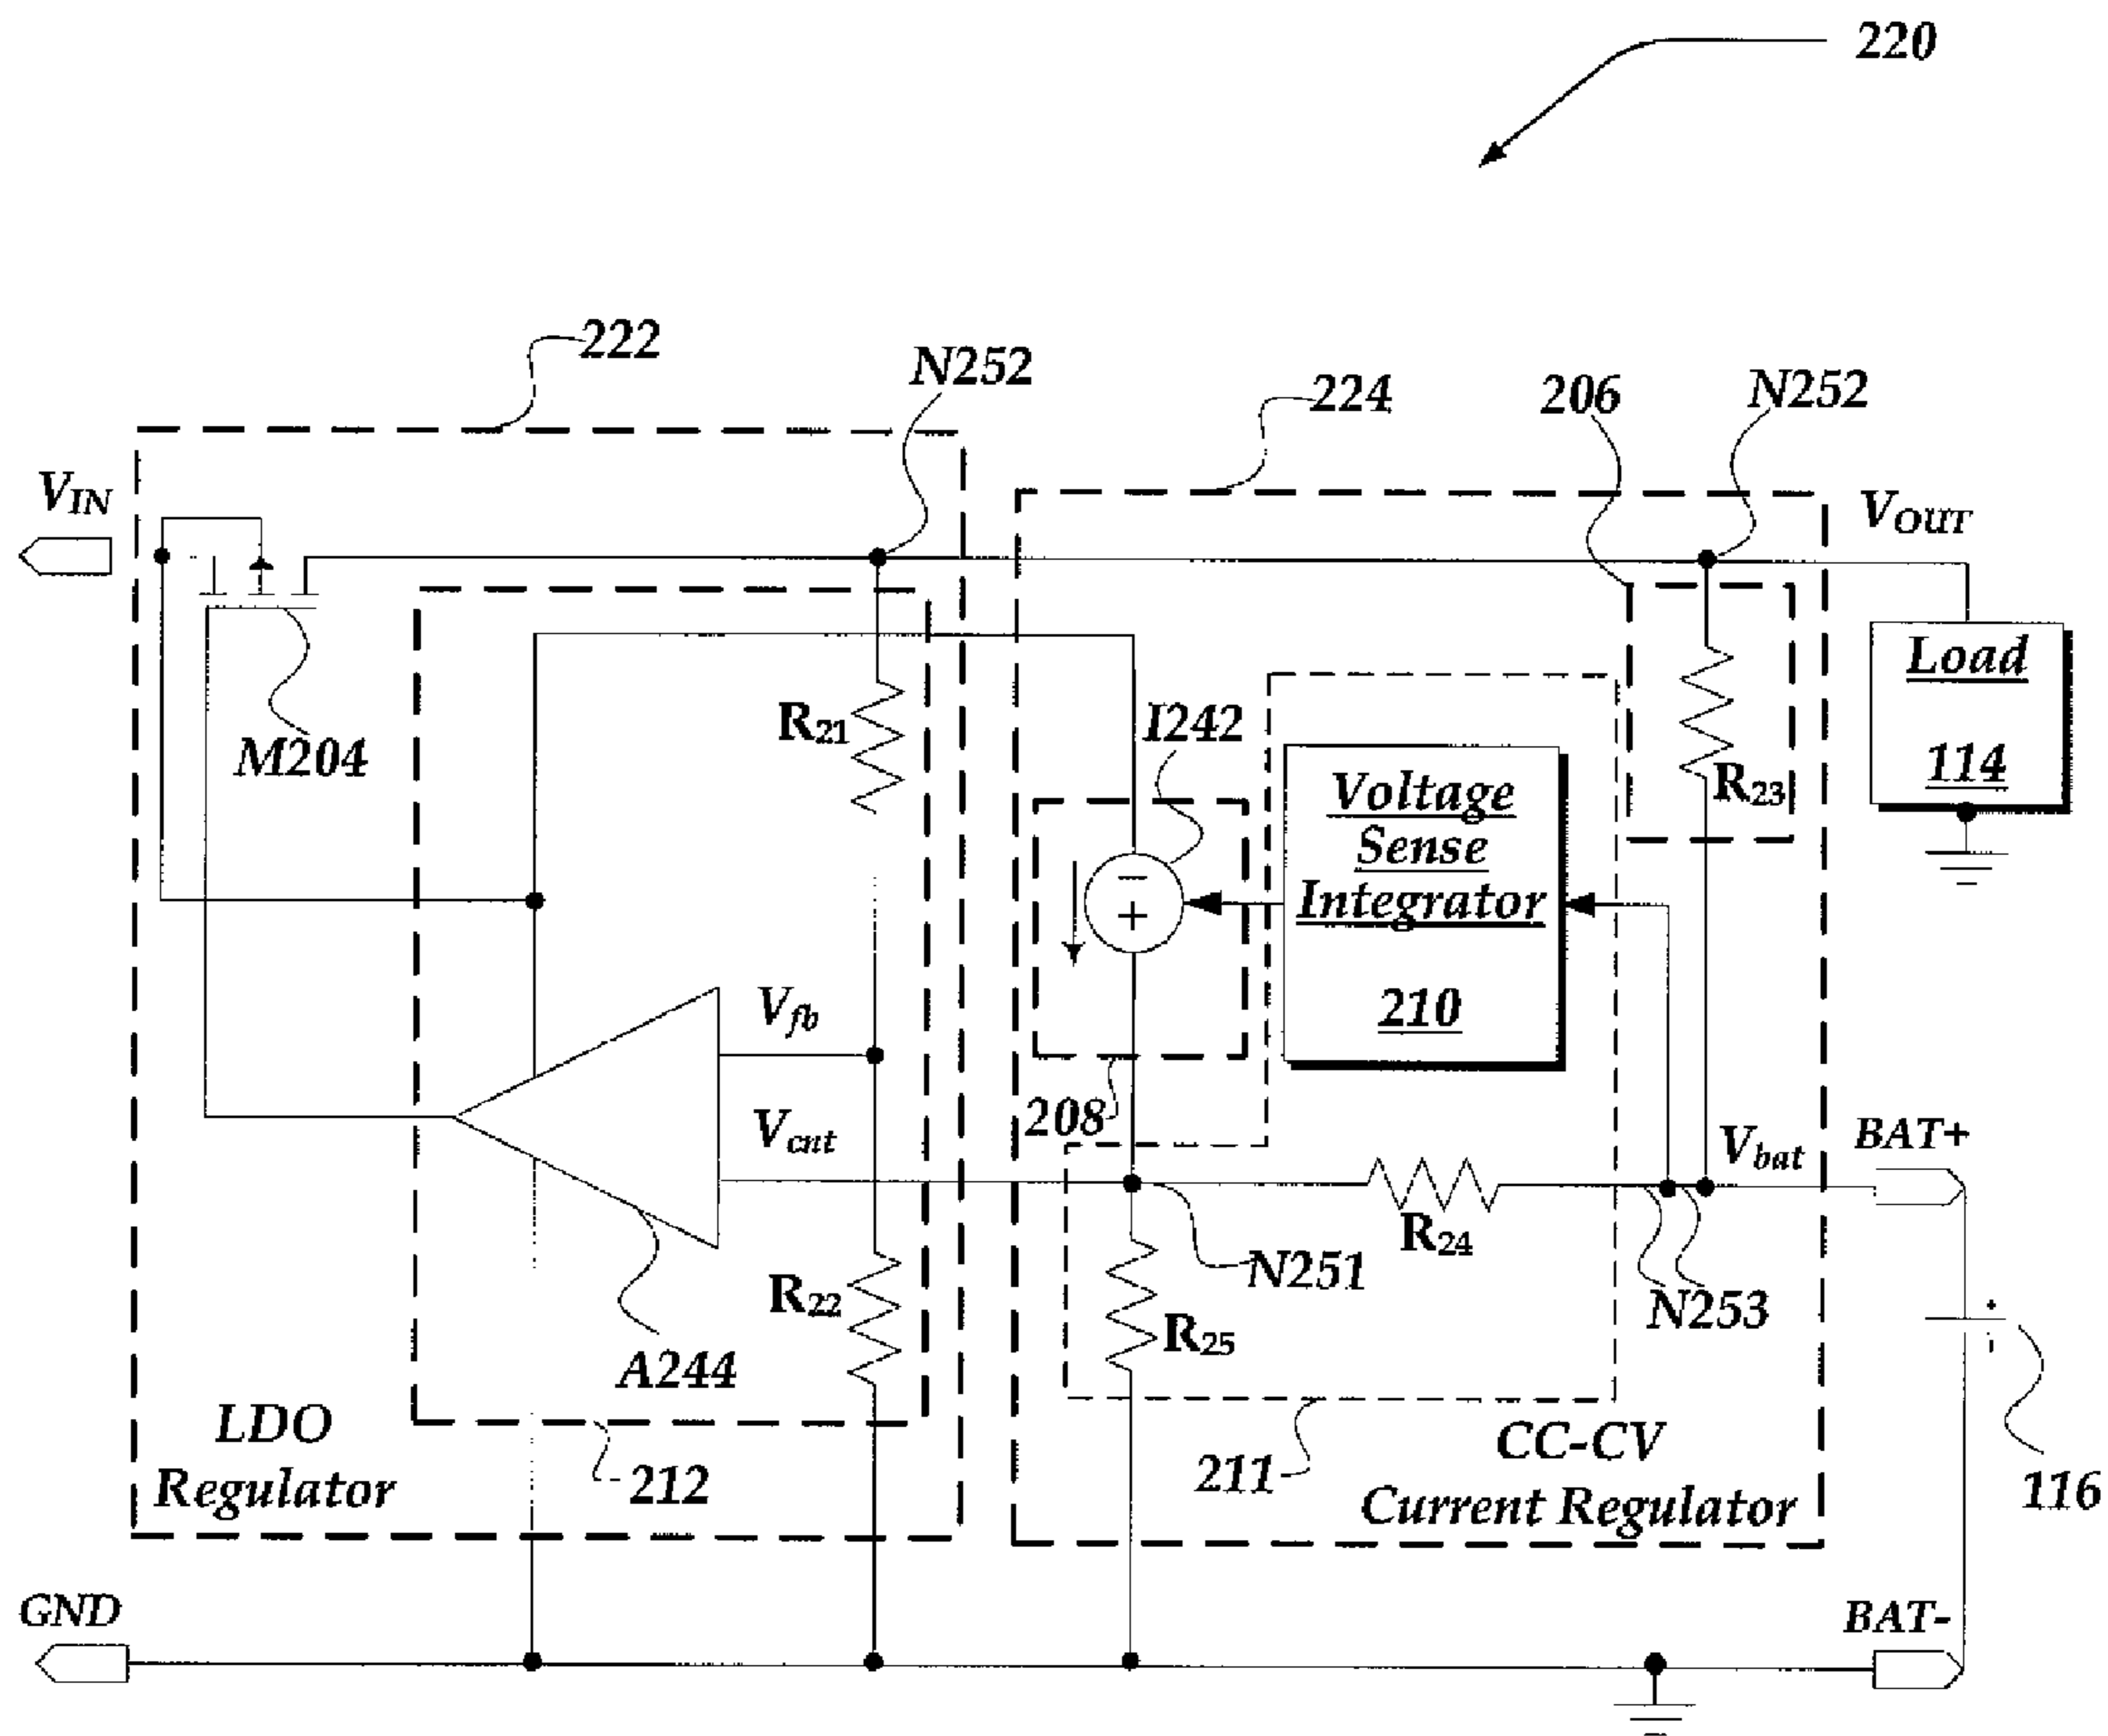 220
222
N252
224
206
N252
VIN
VOUT
Load
114
R21
I242
M204
R23
Voltage
Sense
Integrator
210
− 
+
Vfb
208
Vcnt
Vbat
BAT+
R24
N251
N253
R22
R25
A244
+
-
LDO
Regulator
212
211
CC-CV
Current Regulator
116
GND
BAT-